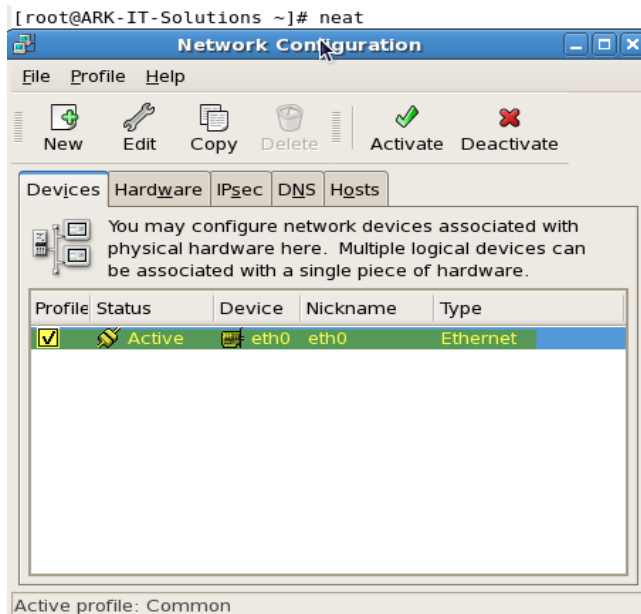 [root@ARK-IT-Solutions ~]# neat
Network Configuration
File Profile Help
New Edit Copy Delete Activate Deactivate
Devices Hardware IPsec DNS Hosts
You may configure network devices associated with
physical hardware here. Multiple logical devices can
be associated with a single piece of hardware.
Profile Status Device Nickname Type
Active eth0 eth0 Ethernet
Active profile: Common